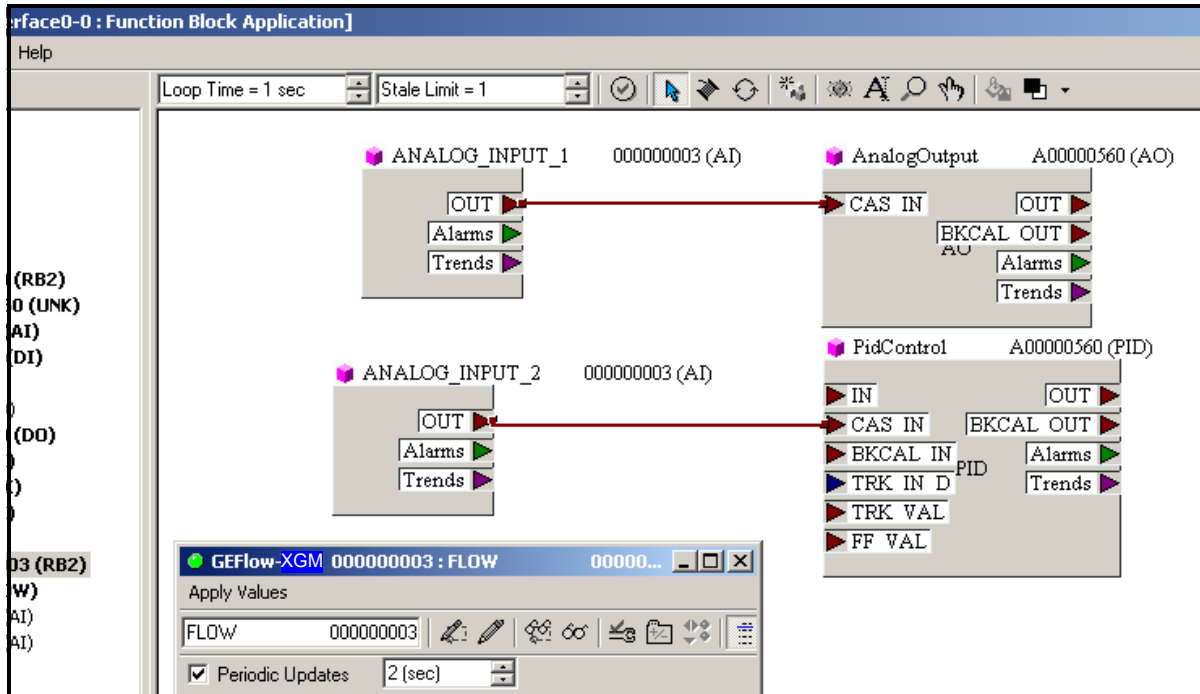 erface0-0 : Function Block Application]
Help
Loop Time = 1 sec
Stale Limit = 1
ANALOG_INPUT_1 000000003 (AI)
OUT
Alarms
Trends
AnalogOutput A00000560 (AO)
CAS IN
OUT
BKCAL OUT
AO
Alarms
Trends
(RB2)
0 (UNK)
AI)
(DI)
)
(DO)
)
)
)
03 (RB2)
W)
AI)
AI)
ANALOG_INPUT_2 000000003 (AI)
OUT
Alarms
Trends
PidControl A00000560 (PID)
IN
CAS IN
BKCAL IN
TRK IN D
TRK VAL
FF VAL
PID
OUT
BKCAL OUT
Alarms
Trends
GEFlow-XGM 000000003 : FLOW 00000...
Apply Values
FLOW 000000003
Periodic Updates 2 (sec)